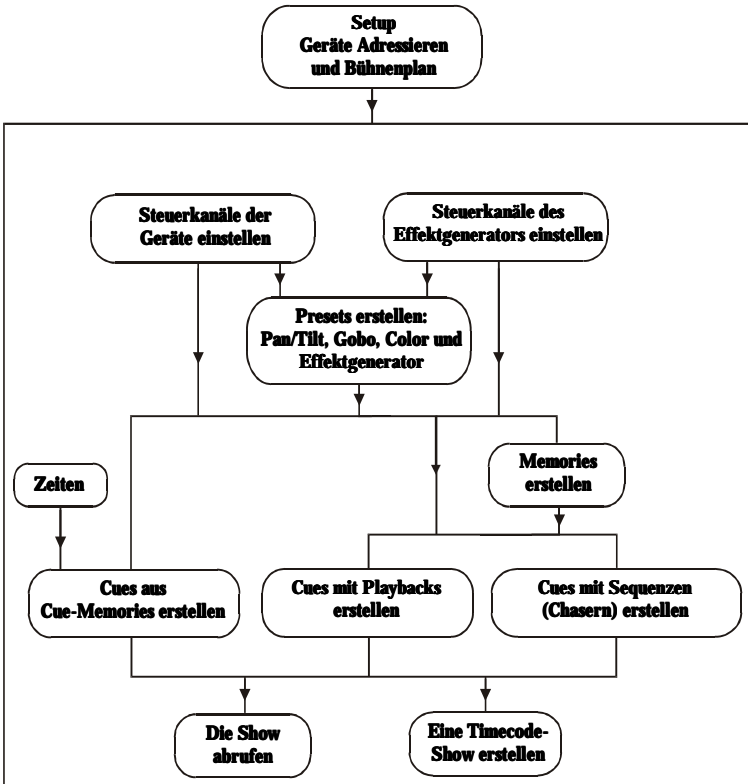 Setup
Geräte Adressieren
und Bühnenplan
Steuerkanäle der
Geräte einstellen
Steuerkanäle des
Effektgenerators einstellen
Presets erstellen:
Pan/Tilt, Gobo, Color und
Effektgenerator
Memories
erstellen
Zeiten
Cues aus
Cue-Memories erstellen
Cues mit Playbacks
erstellen
Cues mit Sequenzen
(Chasern) erstellen
Die Show
abrufen
Eine Timecode-
Show erstellen